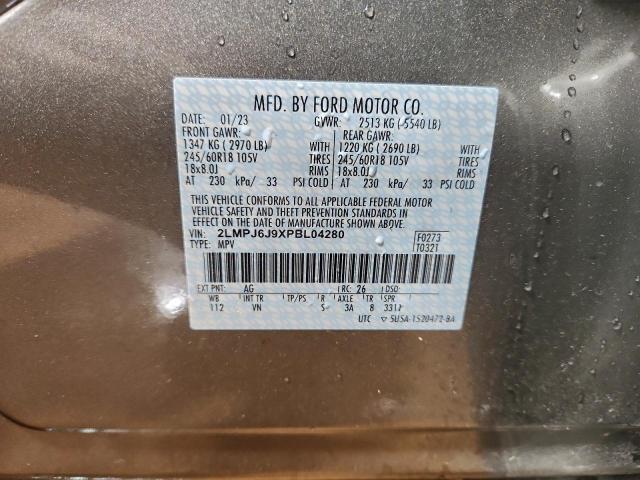 MFD. BY FORD MOTOR CO.
DATE: 01/23 GVWR: 2513 KG ( 5540 LB)
FRONT GAWR: REAR GAWR:
1347 KG ( 2970 LB) WITH 1220 KG ( 2690 LB) WITH
245/60R18 105V TIRES 245/60R18 105V TIRES
18x8.0J RIMS 18x8.0J RIMS
AT 230 kPa/ 33 PSI COLD AT 230 kPa/ 33 PSI COLD
THIS VEHICLE CONFORMS TO ALL APPLICABLE FEDERAL MOTOR
VEHICLE SAFETY AND THEFT PREVENTION STANDARDS IN
EFFECT ON THE DATE OF MANUFACTURE SHOWN ABOVE.
VIN: 2LMPJ6J9XPBL04280 F0273
TYPE: MPV T0321
EXT PNT: AG RC: 26 DSO:
WB INT TR TP/PS R AXLE TR SPR
112 VN S 3A 8 3311
UTC ▽ 5USA-1520472-BA